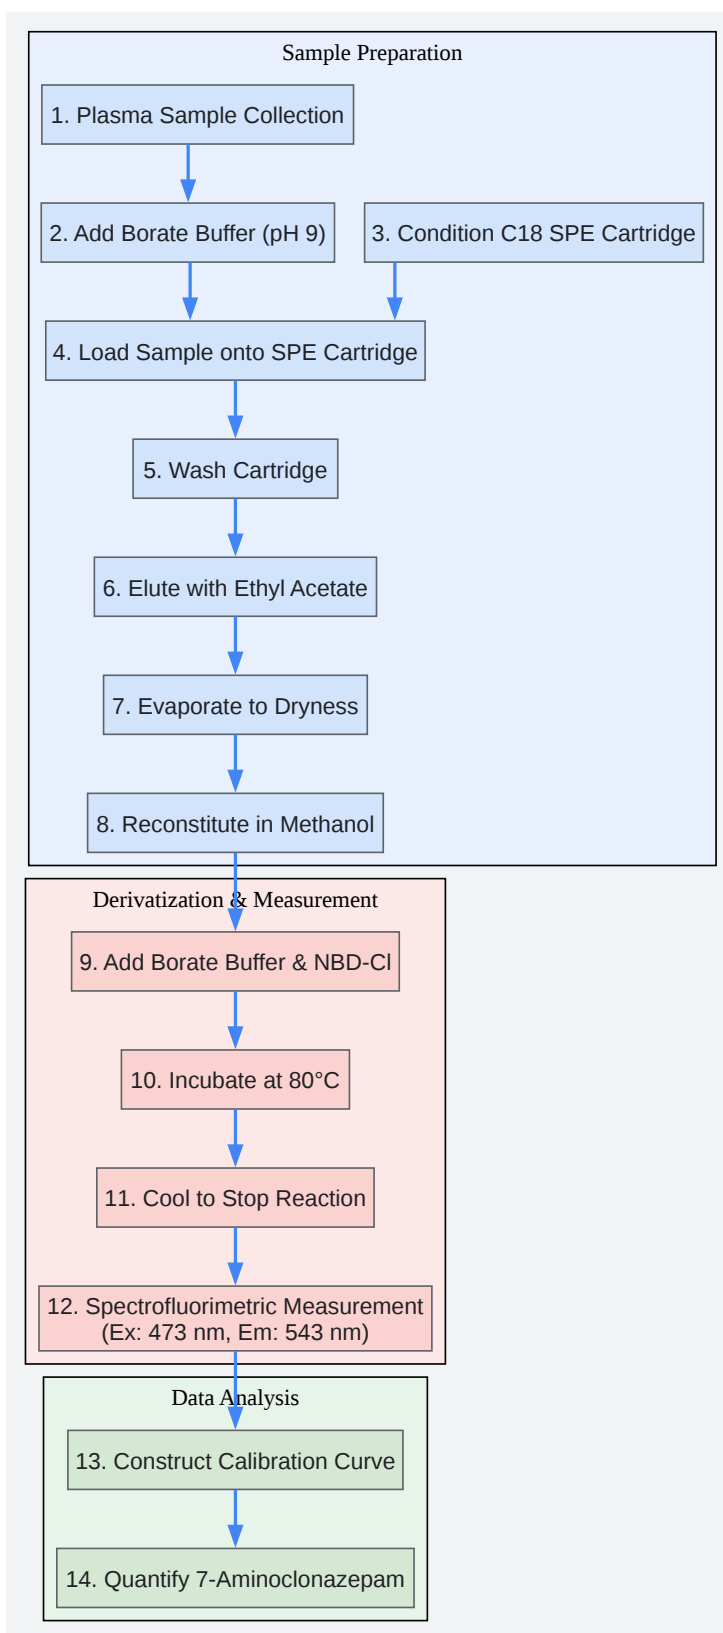 Sample Preparation
1. Plasma Sample Collection
2. Add Borate Buffer (pH 9)
3. Condition C18 SPE Cartridge
4. Load Sample onto SPE Cartridge
5. Wash Cartridge
6. Elute with Ethyl Acetate
7. Evaporate to Dryness
8. Reconstitute in Methanol
Derivatization & Measurement
9. Add Borate Buffer & NBD-Cl
10. Incubate at 80°C
11. Cool to Stop Reaction
12. Spectrofluorimetric Measurement
(Ex: 473 nm, Em: 543 nm)
Data Analysis
13. Construct Calibration Curve
14. Quantify 7-Aminoclonazepam